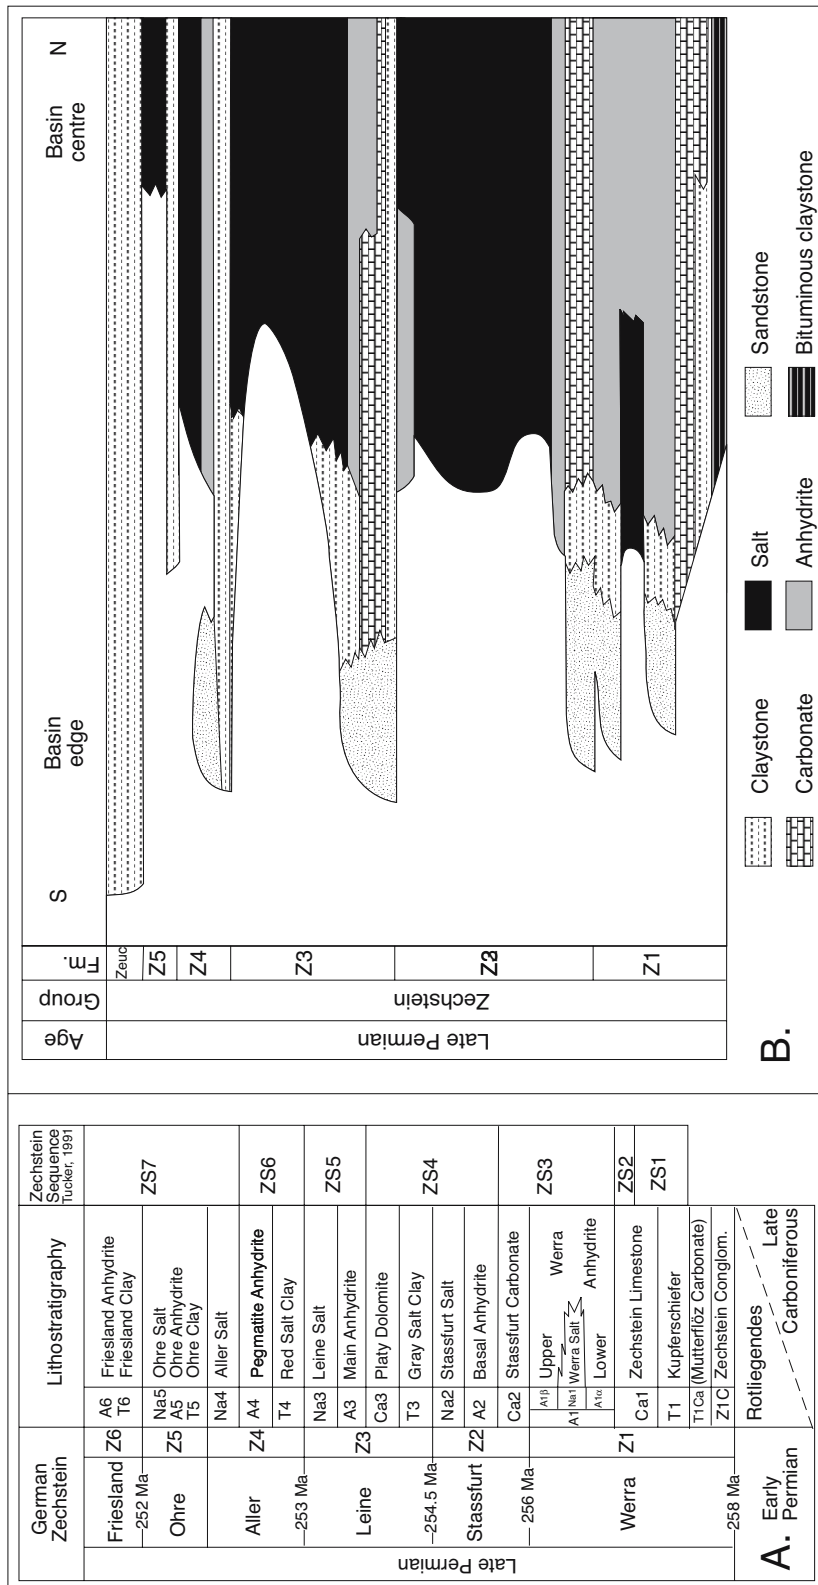 German
Zechstein
Lithostratigraphy
Zechstein
Sequence
Tucker, 1991
Late Permian
Friesland
252 Ma
Ohre
Aller
253 Ma
Leine
254.5 Ma
Stassfurt
256 Ma
Werra
258 Ma
Early
Permian
Z6
Z5
Z4
Z3
Z2
Z1
A6 Friesland Anhydrite
T6 Friesland Clay
Na5 Ohre Salt
A5 Ohre Anhydrite
T5 Ohre Clay
Na4 Aller Salt
A4 Pegmatite Anhydrite
T4 Red Salt Clay
Na3 Leine Salt
A3 Main Anhydrite
Ca3 Platy Dolomite
T3 Gray Salt Clay
Na2 Stassfurt Salt
A2 Basal Anhydrite
Ca2 Stassfurt Carbonate
A1β Upper Werra
A1 Na1 Werra Salt
A1α Lower Anhydrite
Ca1 Zechstein Limestone
T1 Kupferschiefer
T1Ca (Mutterflöz Carbonate)
Z1C Zechstein Conglom.
Rotliegendes
Late
Carboniferous
ZS7
ZS6
ZS5
ZS4
ZS3
ZS2
ZS1
A.
Age
Group
Fm.
S
Basin
edge
Basin
centre
N
Late Permian
Zechstein
Zeuc
Z5
Z4
Z3
Z2
Z1
B.
Claystone
Salt
Sandstone
Carbonate
Anhydrite
Bituminous claystone